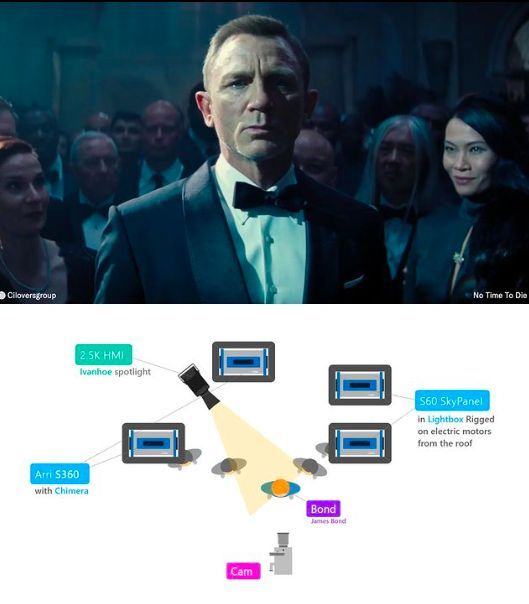 Ciloversgroup
No Time To Die
2.5K HMI
Ivanhoe spotlight
S60 SkyPanel
in Lightbox Rigged
on electric motors
from the roof
Arri S360
with Chimera
Bond
James Bond
Cam